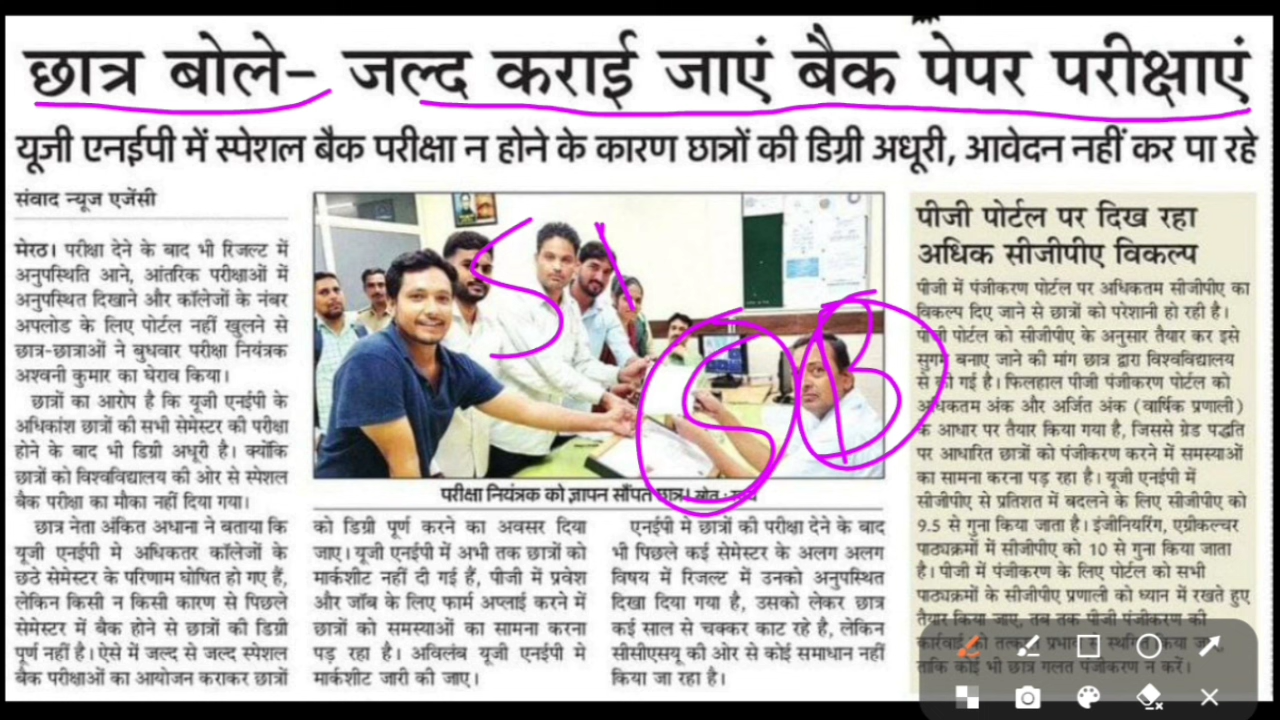 छात्र बोले- जल्द कराई जाएं बैक पेपर परीक्षाएं
यूजी एनईपी में स्पेशल बैक परीक्षा न होने के कारण छात्रों की डिग्री अधूरी, आवेदन नहीं कर पा रहे
संवाद न्यूज एजेंसी
मेरठ। परीक्षा देने के बाद भी रिजल्ट में
अनुपस्थिति आने, आंतरिक परीक्षाओं में
अनुपस्थित दिखाने और कॉलेजों के नंबर
अपलोड के लिए पोर्टल नहीं खुलने से
छात्र-छात्राओं ने बुधवार परीक्षा नियंत्रक
अश्वनी कुमार का घेराव किया।
छात्रों का आरोप है कि यूजी एनईपी के
अधिकांश छात्रों की सभी सेमेस्टर की परीक्षा
होने के बाद भी डिग्री अधूरी है। क्योंकि
छात्रों को विश्वविद्यालय की ओर से स्पेशल
बैक परीक्षा का मौका नहीं दिया गया।
छात्र नेता अंकित अधाना ने बताया कि
यूजी एनईपी मे अधिकतर कॉलेजों के
छठे सेमेस्टर के परिणाम घोषित हो गए हैं,
लेकिन किसी न किसी कारण से पिछले
सेमेस्टर में बैक होने से छात्रों की डिग्री
पूर्ण नहीं है। ऐसे में जल्द से जल्द स्पेशल
बैक परीक्षाओं का आयोजन कराकर छात्रों
परीक्षा नियंत्रक को ज्ञापन सौंपते छात्र। स्रोत :
को डिग्री पूर्ण करने का अवसर दिया
जाए। यूजी एनईपी में अभी तक छात्रों को
मार्कशीट नहीं दी गई हैं, पीजी में प्रवेश
और जॉब के लिए फार्म अप्लाई करने में
छात्रों को समस्याओं का सामना करना
पड़ रहा है। अविलंब यूजी एनईपी मे
मार्कशीट जारी की जाए।
एनईपी मे छात्रों की परीक्षा देने के बाद
भी पिछले कई सेमेस्टर के अलग अलग
विषय में रिजल्ट में उनको अनुपस्थित
दिखा दिया गया है, उसको लेकर छात्र
कई साल से चक्कर काट रहे है, लेकिन
सीसीएसयू की ओर से कोई समाधान नहीं
किया जा रहा है।
पीजी पोर्टल पर दिख रहा
अधिक सीजीपीए विकल्प
पीजी में पंजीकरण पोर्टल पर अधिकतम सीजीपीए का
विकल्प दिए जाने से छात्रों को परेशानी हो रही है।
पीजी पोर्टल को सीजीपीए के अनुसार तैयार कर इसे
सुगम बनाए जाने की मांग छात्र द्वारा विश्वविद्यालय
से की गई है। फिलहाल पीजी पंजीकरण पोर्टल को
अधिकतम अंक और अर्जित अंक (वार्षिक प्रणाली)
के आधार पर तैयार किया गया है, जिससे ग्रेड पद्धति
पर आधारित छात्रों को पंजीकरण करने में समस्याओं
का सामना करना पड़ रहा है। यूजी एनईपी में
सीजीपीए से प्रतिशत में बदलने के लिए सीजीपीए को
9.5 से गुना किया जाता है। इंजीनियरिंग, एग्रीकल्चर
पाठ्यक्रमों में सीजीपीए को 10 से गुना किया जाता
है। पीजी में पंजीकरण के लिए पोर्टल को सभी
पाठ्यक्रमों के सीजीपीए प्रणाली को ध्यान में रखते हुए
तैयार किया जाए, तब तक पीजी पंजीकरण की
कार्रवाई को तत्काल स्थगित किया
ताकि कोई भी छात्र गलत पंजीकरण न करें।
S
S B